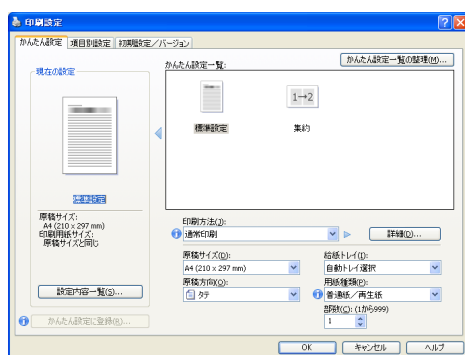 印刷設定
かんたん設定 項目別設定 初期設定／バージョン
現在の設定
かんたん設定一覧:
かんたん設定一覧の整理(M)...
1→2
標準設定
集約
標準設定
原稿サイズ:
A4 (210 x 297 mm)
印刷用紙サイズ:
原稿サイズと同じ
設定内容一覧(S)...
かんたん設定に登録(R)...
印刷方法(J):
通常印刷
詳細(O)...
原稿サイズ(D):
A4 (210 x 297 mm)
原稿方向(O):
タテ
給紙トレイ(I):
自動トレイ選択
用紙種類(P):
普通紙／再生紙
部数(C): (1から999)
1
OK
キャンセル
ヘルプ